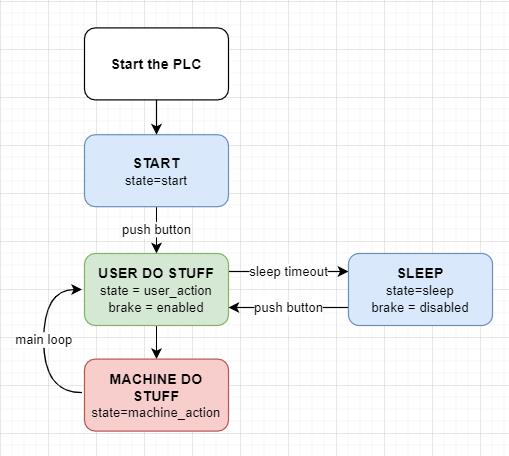 Start the PLC
START
state=start
push button
USER DO STUFF
state = user_action
brake = enabled
sleep timeout
SLEEP
state=sleep
brake = disabled
push button
main loop
MACHINE DO
STUFF
state=machine_action